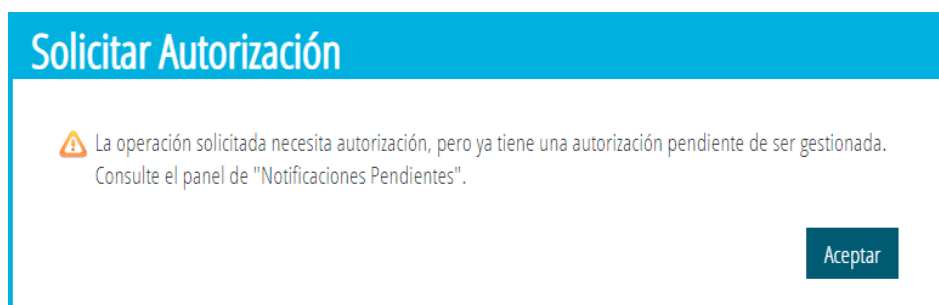 Solicitar Autorización
La operación solicitada necesita autorización, pero ya tiene una autorización pendiente de ser gestionada.
Consulte el panel de "Notificaciones Pendientes".
Aceptar